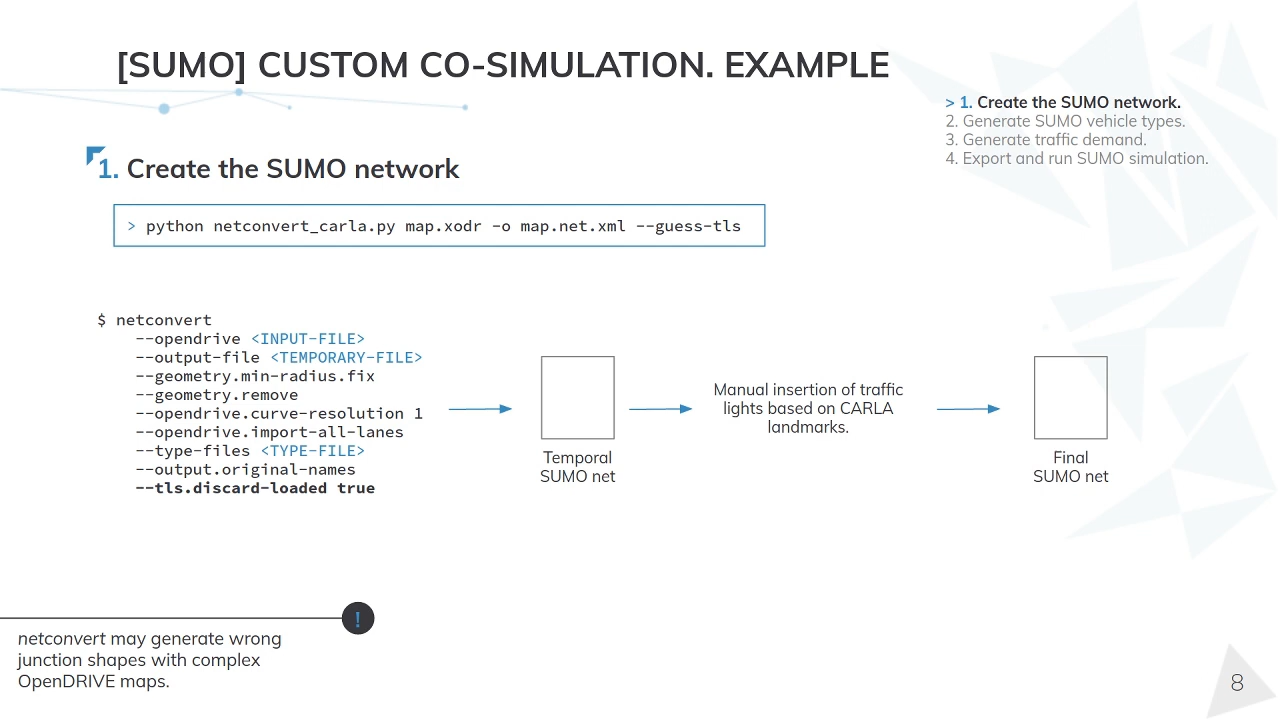 [SUMO] CUSTOM CO-SIMULATION. EXAMPLE
> 1. Create the SUMO network.
2. Generate SUMO vehicle types.
3. Generate traffic demand.
4. Export and run SUMO simulation.
1. Create the SUMO network
> python netconvert_carla.py map.xodr -o map.net.xml --guess-tls
$ netconvert
--opendrive <INPUT-FILE>
--output-file <TEMPORARY-FILE>
--geometry.min-radius.fix
--geometry.remove
--opendrive.curve-resolution 1
--opendrive.import-all-lanes
--type-files <TYPE-FILE>
--output.original-names
--tls.discard-loaded true
Temporal
SUMO net
Manual insertion of traffic
lights based on CARLA
landmarks.
Final
SUMO net
!
netconvert may generate wrong
junction shapes with complex
OpenDRIVE maps.
8